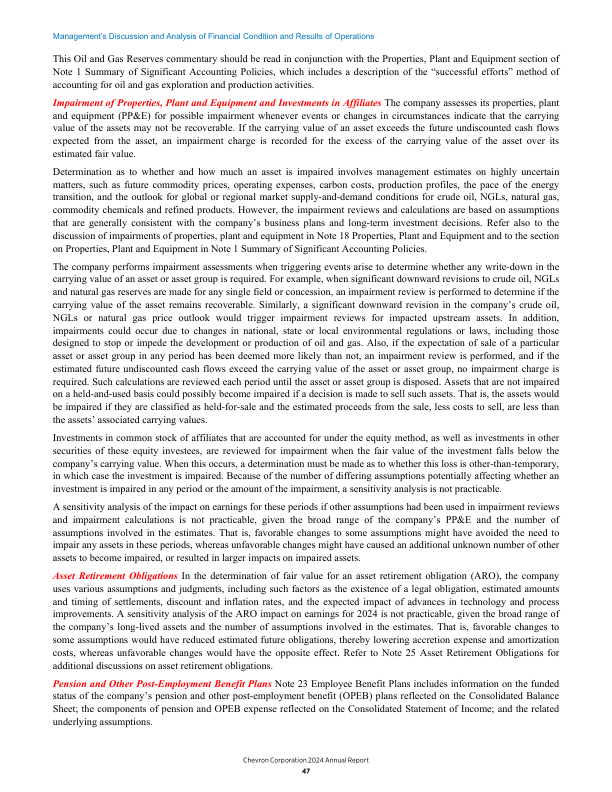 Management's Discussion and Analysis of Financial Condition and Results of Operations
This Oil and Gas Reserves commentary should be read in conjunction with the Properties, Plant and Equipment section of
Note 1 Summary of Significant Accounting Policies, which includes a description of the “successful efforts” method of
accounting for oil and gas exploration and production activities.
Impairment of Properties, Plant and Equipment and Investments in Affiliates The company assesses its properties, plant
and equipment (PP&E) for possible impairment whenever events or changes in circumstances indicate that the carrying
value of the assets may not be recoverable. If the carrying value of an asset exceeds the future undiscounted cash flows
expected from the asset, an impairment charge is recorded for the excess of the carrying value of the asset over its
estimated fair value.
Determination as to whether and how much an asset is impaired involves management estimates on highly uncertain
matters, such as future commodity prices, operating expenses, carbon costs, production profiles, the pace of the energy
transition, and the outlook for global or regional market supply-and-demand conditions for crude oil, NGLs, natural gas,
commodity chemicals and refined products. However, the impairment reviews and calculations are based on assumptions
that are generally consistent with the company's business plans and long-term investment decisions. Refer also to the
discussion of impairments of properties, plant and equipment in Note 18 Properties, Plant and Equipment and to the section
on Properties, Plant and Equipment in Note 1 Summary of Significant Accounting Policies.
The company performs impairment assessments when triggering events arise to determine whether any write-down in the
carrying value of an asset or asset group is required. For example, when significant downward revisions to crude oil, NGLs
and natural gas reserves are made for any single field or concession, an impairment review is performed to determine if the
carrying value of the asset remains recoverable. Similarly, a significant downward revision in the company's crude oil,
NGLs or natural gas price outlook would trigger impairment reviews for impacted upstream assets. In addition,
impairments could occur due to changes in national, state or local environmental regulations or laws, including those
designed to stop or impede the development or production of oil and gas. Also, if the expectation of sale of a particular
asset or asset group in any period has been deemed more likely than not, an impairment review is performed, and if the
estimated future undiscounted cash flows exceed the carrying value of the asset or asset group, no impairment charge is
required. Such calculations are reviewed each period until the asset or asset group is disposed. Assets that are not impaired
on a held-and-used basis could possibly become impaired if a decision is made to sell such assets. That is, the assets would
be impaired if they are classified as held-for-sale and the estimated proceeds from the sale, less costs to sell, are less than
the assets' associated carrying values.
Investments in common stock of affiliates that are accounted for under the equity method, as well as investments in other
securities of these equity investees, are reviewed for impairment when the fair value of the investment falls below the
company's carrying value. When this occurs, a determination must be made as to whether this loss is other-than-temporary,
in which case the investment is impaired. Because of the number of differing assumptions potentially affecting whether an
investment is impaired in any period or the amount of the impairment, a sensitivity analysis is not practicable.
A sensitivity analysis of the impact on earnings for these periods if other assumptions had been used in impairment reviews
and impairment calculations is not practicable, given the broad range of the company's PP&E and the number of
assumptions involved in the estimates. That is, favorable changes to some assumptions might have avoided the need to
impair any assets in these periods, whereas unfavorable changes might have caused an additional unknown number of other
assets to become impaired, or resulted in larger impacts on impaired assets.
Asset Retirement Obligations In the determination of fair value for an asset retirement obligation (ARO), the company
uses various assumptions and judgments, including such factors as the existence of a legal obligation, estimated amounts
and timing of settlements, discount and inflation rates, and the expected impact of advances in technology and process
improvements. A sensitivity analysis of the ARO impact on earnings for 2024 is not practicable, given the broad range of
the company's long-lived assets and the number of assumptions involved in the estimates. That is, favorable changes to
some assumptions would have reduced estimated future obligations, thereby lowering accretion expense and amortization
costs, whereas unfavorable changes would have the opposite effect. Refer to Note 25 Asset Retirement Obligations for
additional discussions on asset retirement obligations.
Pension and Other Post-Employment Benefit Plans Note 23 Employee Benefit Plans includes information on the funded
status of the company's pension and other post-employment benefit (OPEB) plans reflected on the Consolidated Balance
Sheet; the components of pension and OPEB expense reflected on the Consolidated Statement of Income; and the related
underlying assumptions.
Chevron Corporation 2024 Annual Report
47